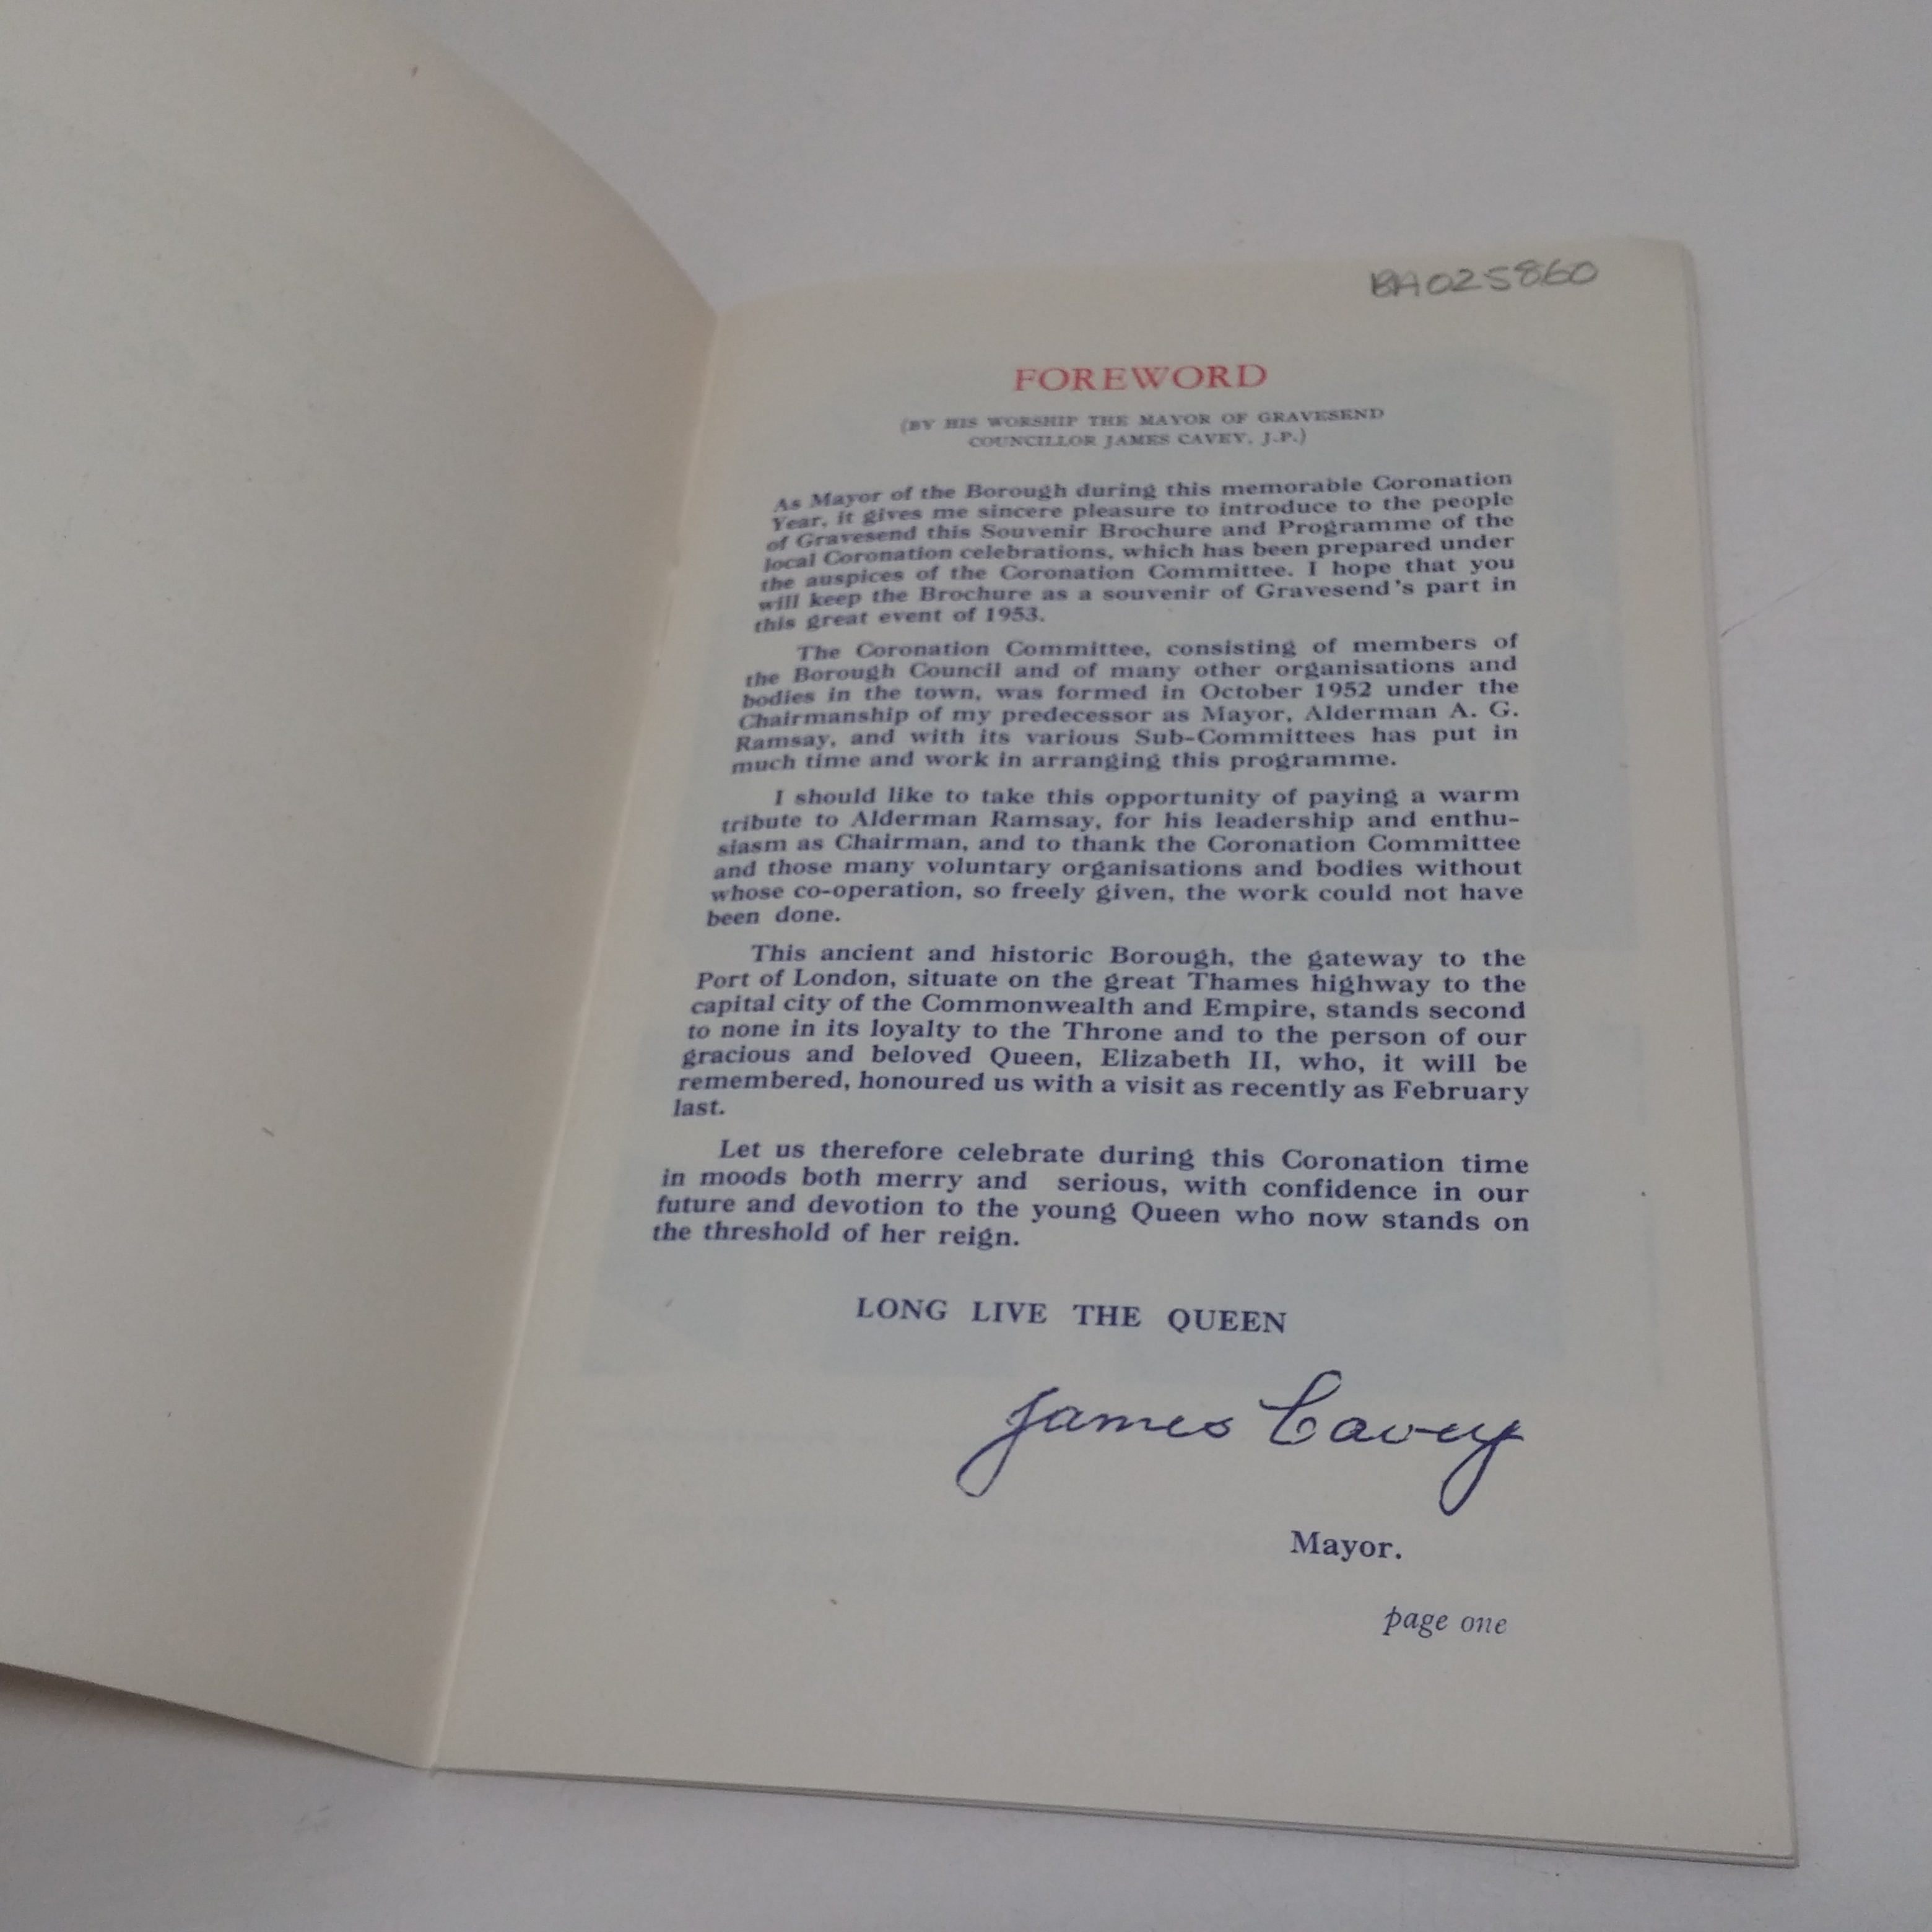 BA025860
FOREWORD
(BY HIS WORSHIP THE MAYOR OF GRAVESEND
COUNCILLOR JAMES CAVEY, J.P.)
As Mayor of the Borough during this memorable Coronation
Year, it gives me sincere pleasure to introduce to the people
of Gravesend this Souvenir Brochure and Programme of the
local Coronation celebrations, which has been prepared under
the auspices of the Coronation Committee. I hope that you
will keep the Brochure as a souvenir of Gravesend's part in
this great event of 1953.
The Coronation Committee, consisting of members of
the Borough Council and of many other organisations and
bodies in the town, was formed in October 1952 under the
Chairmanship of my predecessor as Mayor, Alderman A. G.
Ramsay, and with its various Sub-Committees has put in
much time and work in arranging this programme.
I should like to take this opportunity of paying a warm
tribute to Alderman Ramsay, for his leadership and enthu-
siasm as Chairman, and to thank the Coronation Committee
and those many voluntary organisations and bodies without
whose co-operation, so freely given, the work could not have
been done.
This ancient and historic Borough, the gateway to the
Port of London, situate on the great Thames highway to the
capital city of the Commonwealth and Empire, stands second
to none in its loyalty to the Throne and to the person of our
gracious and beloved Queen, Elizabeth II, who, it will be
remembered, honoured us with a visit as recently as February
last.
Let us therefore celebrate during this Coronation time
in moods both merry and serious, with confidence in our
future and devotion to the young Queen who now stands on
the threshold of her reign.
LONG LIVE THE QUEEN
James Cavey
Mayor.
page one